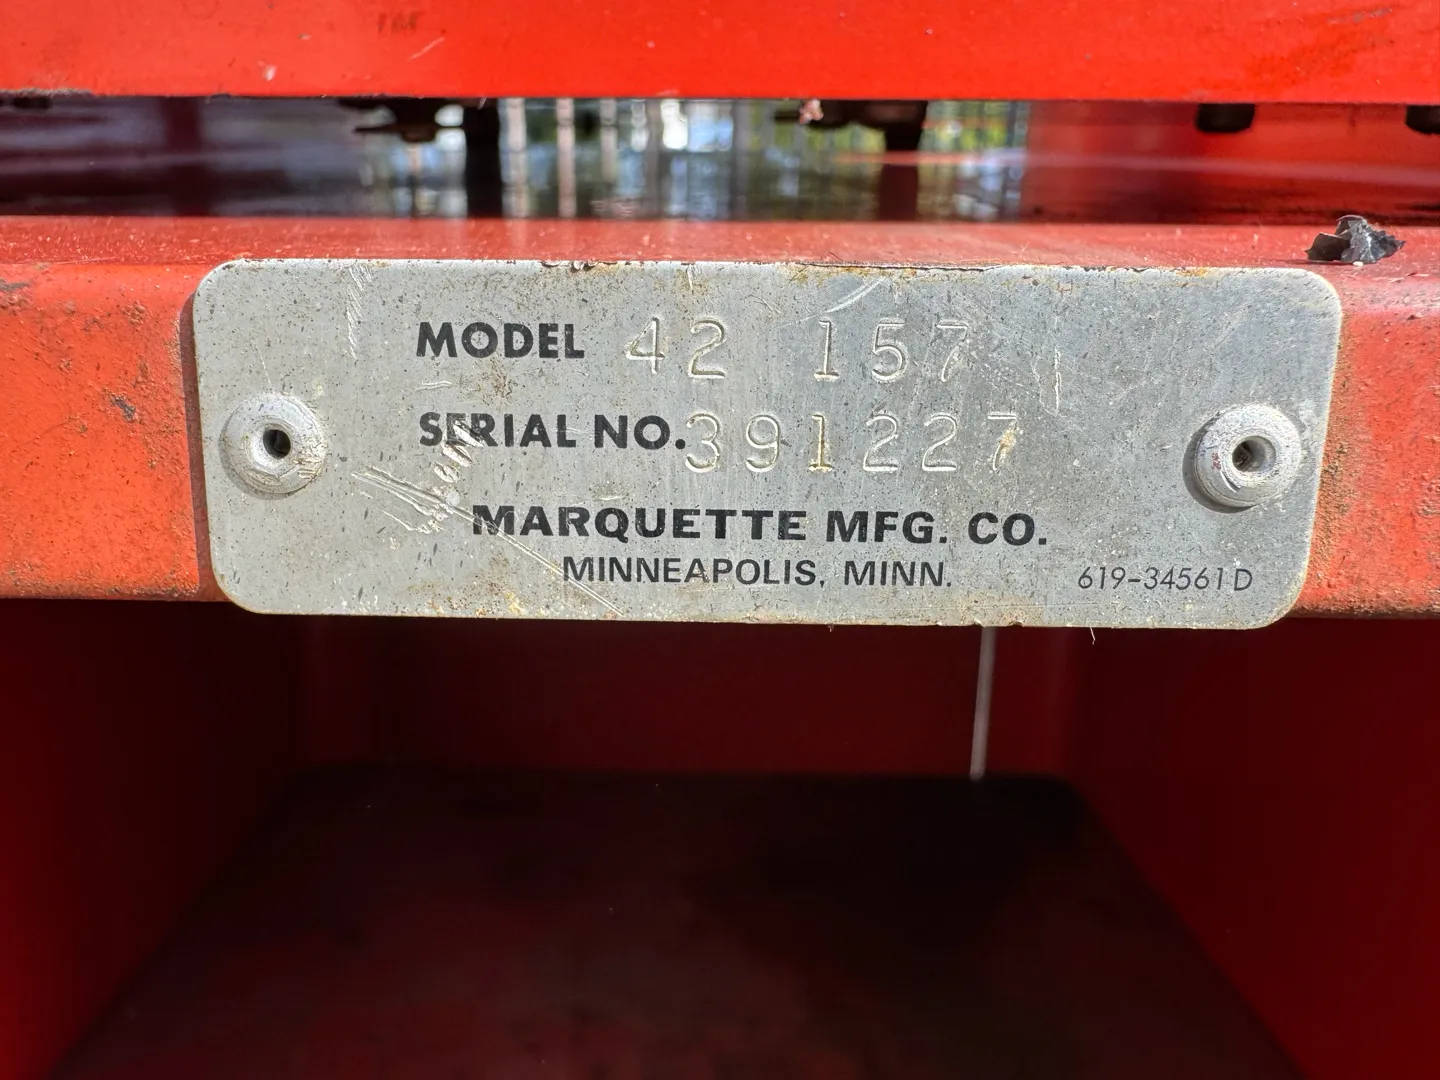 MODEL 42 157
SERIAL NO. 391227
MARQUETTE MFG. CO.
MINNEAPOLIS, MINN.
619-34561D